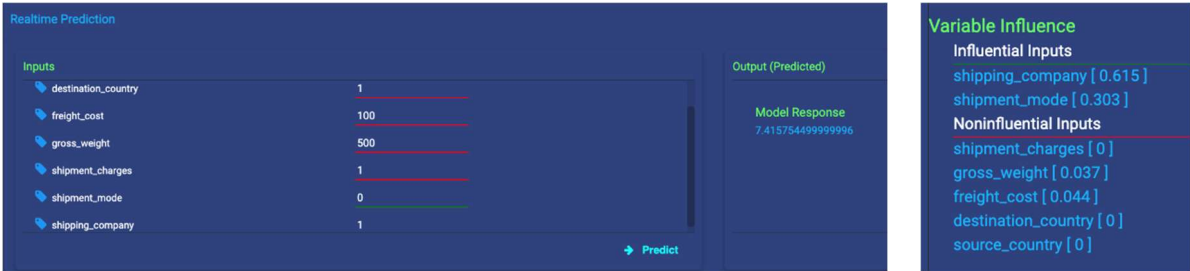 Realtime Prediction
Inputs
destination_country 1
freight_cost 100
gross_weight 500
shipment_charges 1
shipment_mode 0
shipping_company 1
Predict
Output (Predicted)
Model Response
7.415754499999996
Variable Influence
Influential Inputs
shipping_company [ 0.615 ]
shipment_mode [ 0.303 ]
Noninfluential Inputs
shipment_charges [ 0 ]
gross_weight [ 0.037 ]
freight_cost [ 0.044 ]
destination_country [ 0 ]
source_country [ 0 ]